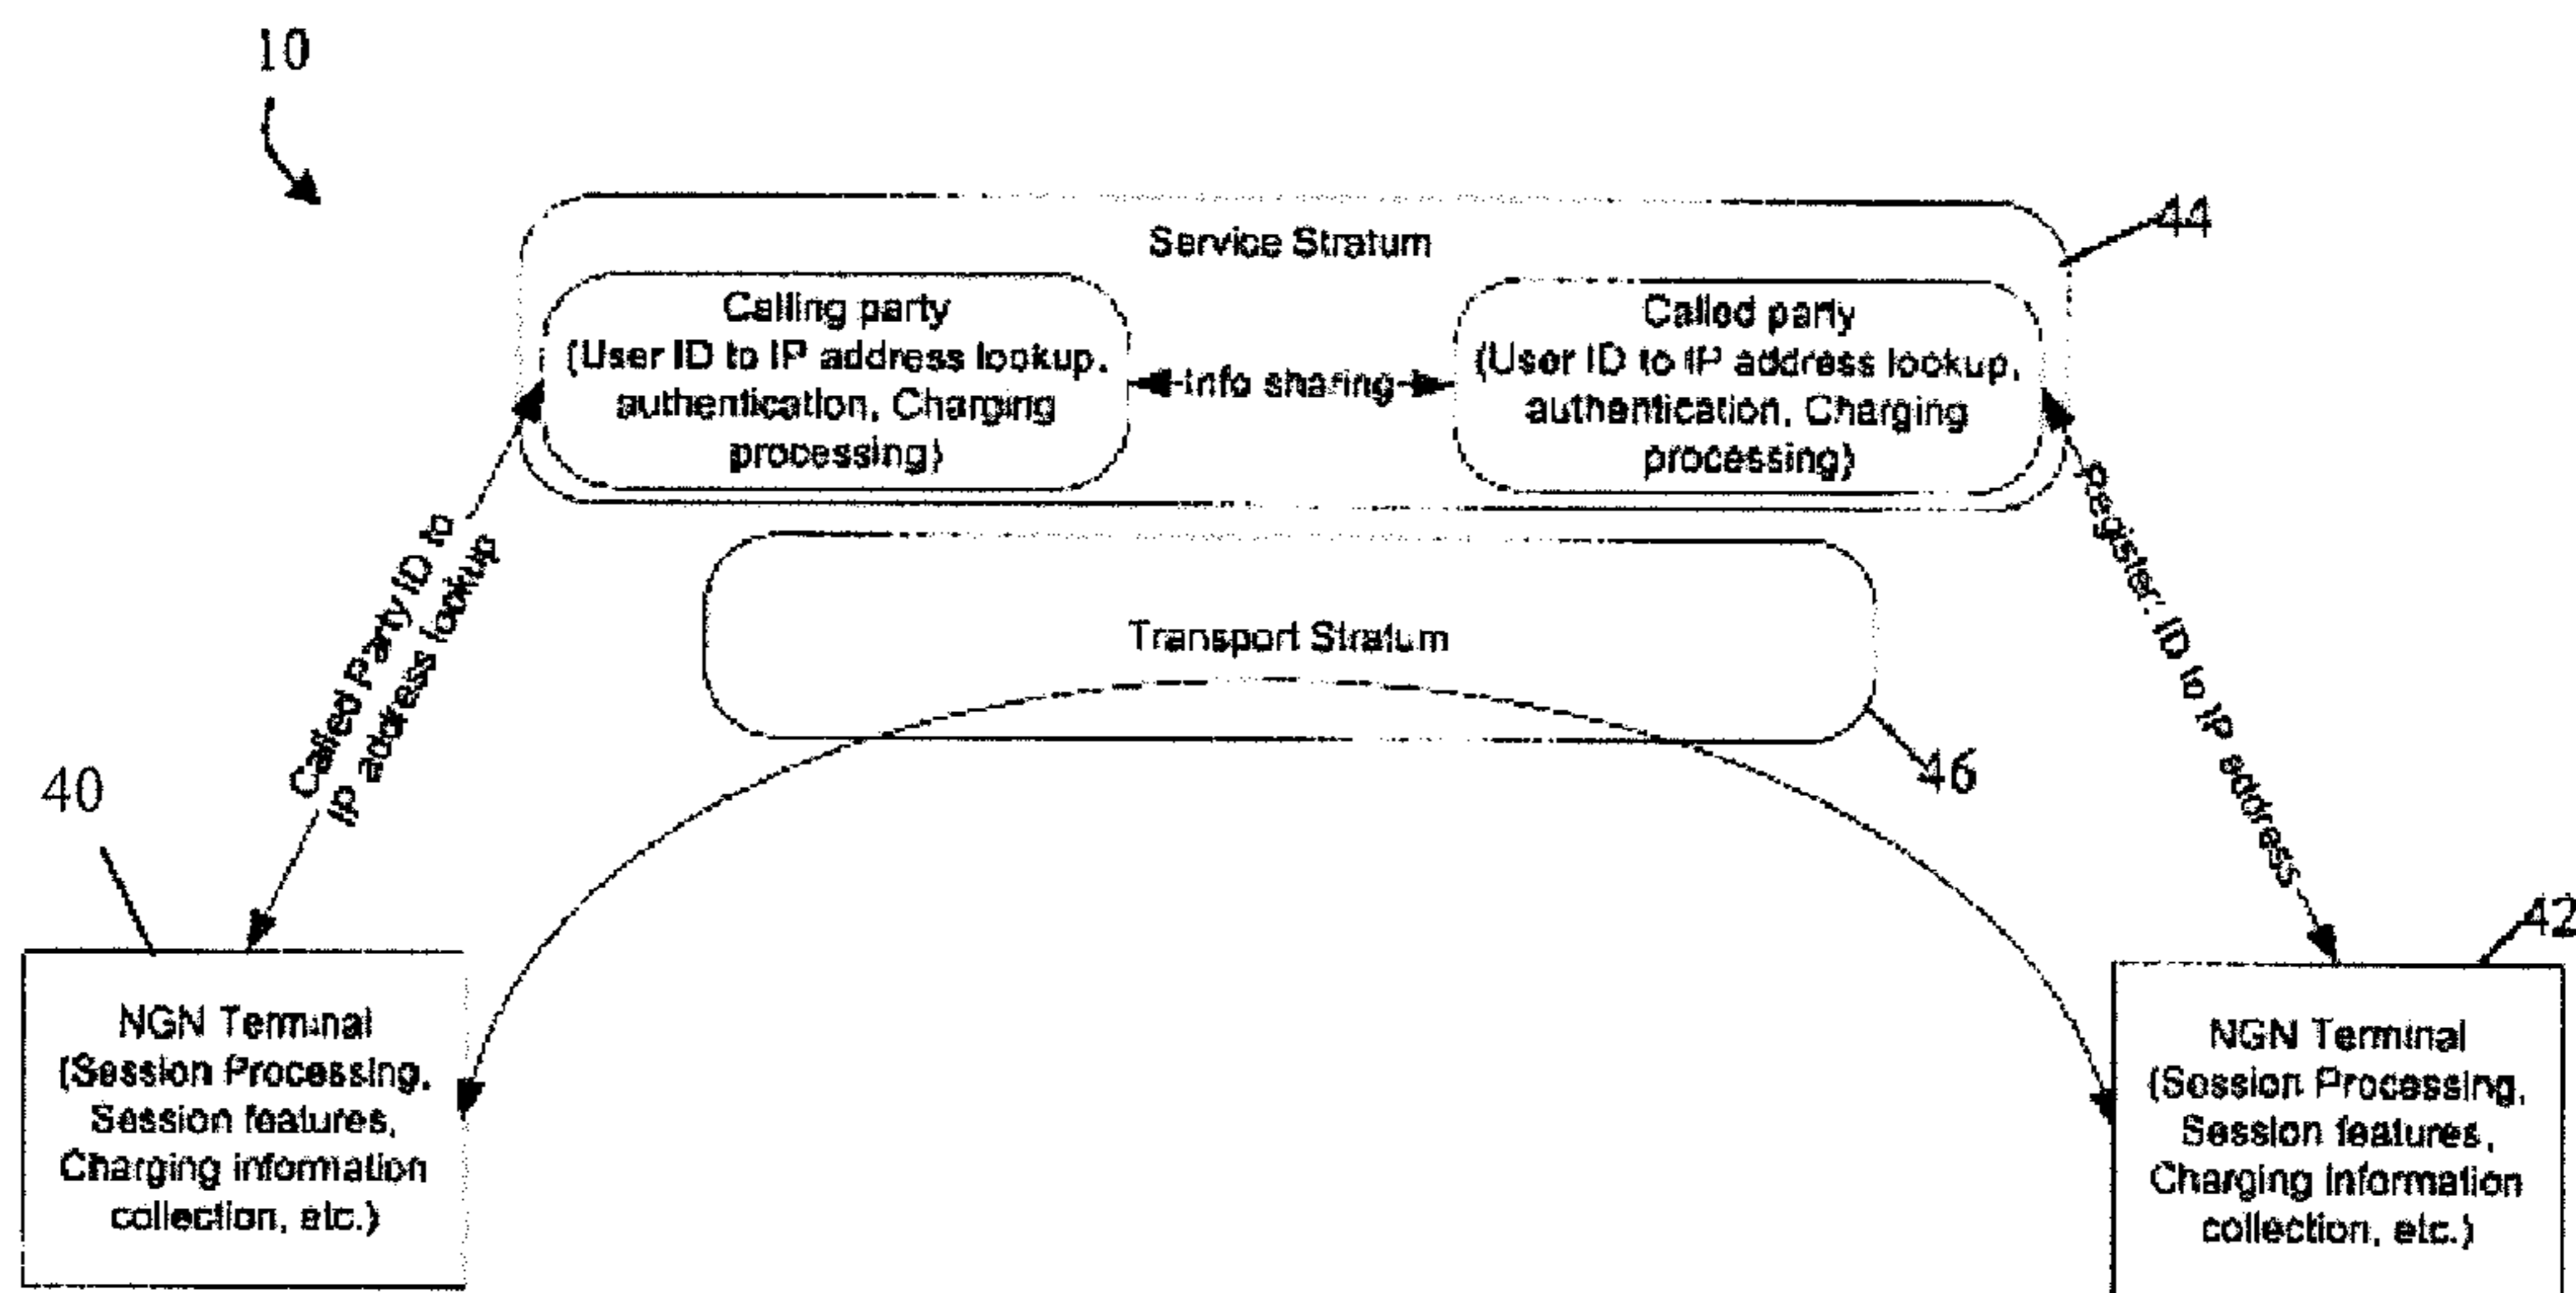 10
44
Service Stratum
Calling party
(User ID to IP address lookup,
authentication, Charging
processing)
Info sharing
Called party
(User ID to IP address lookup,
authentication, Charging
processing)
Called Party ID to
IP address lookup
Register: ID to IP address
Transport Stratum
46
40
42
NGN Terminal
(Session Processing,
Session features,
Charging information
collection, etc.)
NGN Terminal
(Session Processing,
Session features,
Charging information
collection, etc.)